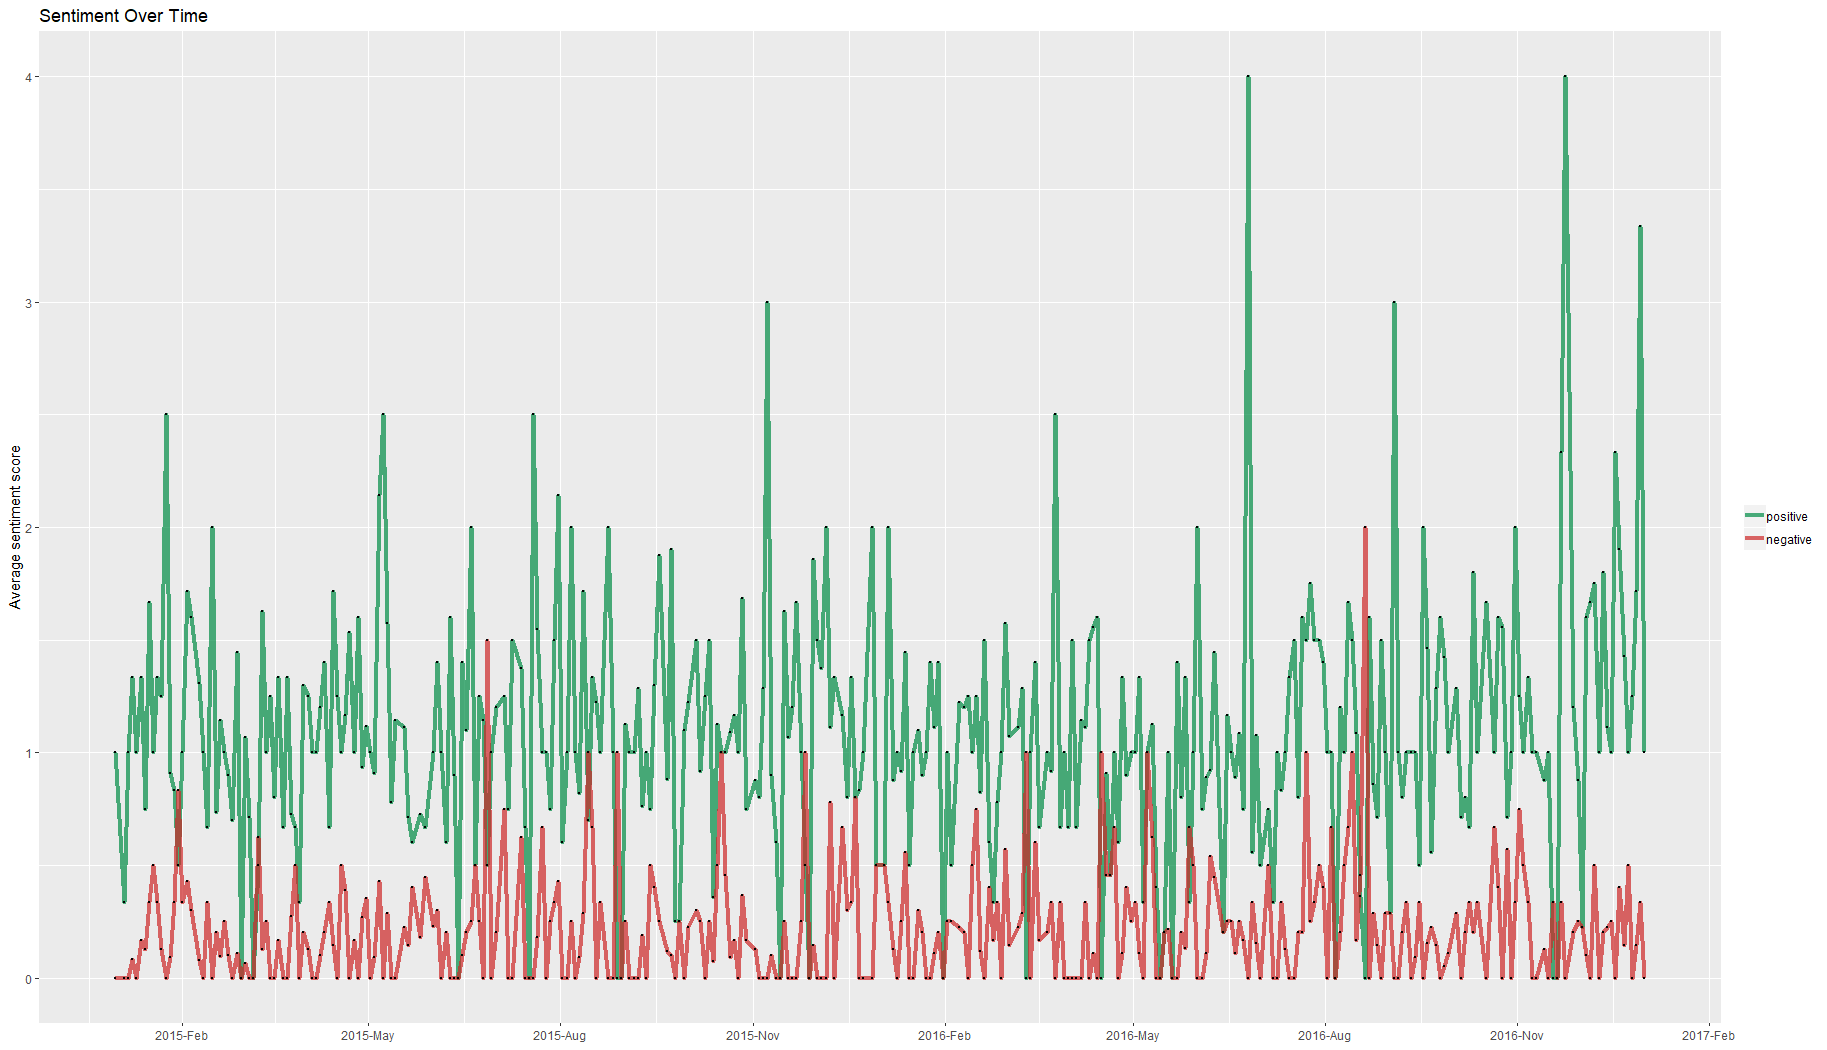 Sentiment Over Time
Average sentiment score
4
3
2
1
0
2015-Feb
2015-May
2015-Aug
2015-Nov
2016-Feb
2016-May
2016-Aug
2016-Nov
2017-Feb
positive
negative